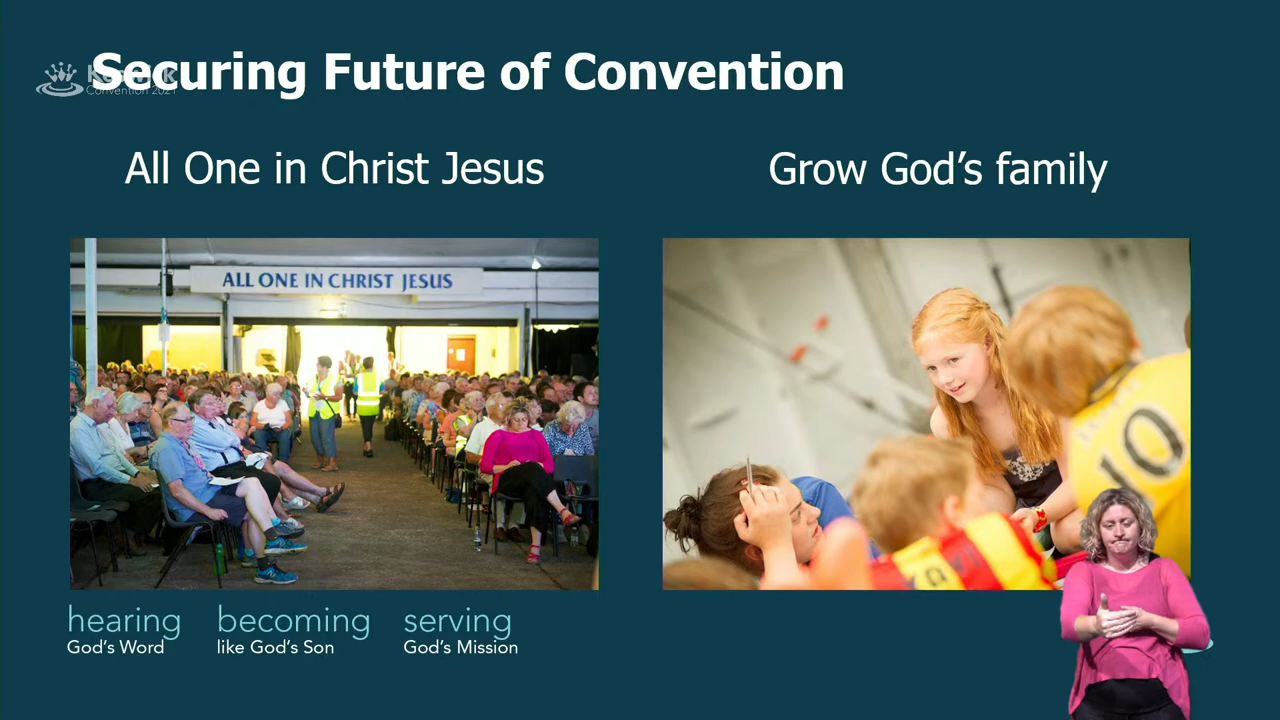 Securing Future of Convention
Convention 2021
All One in Christ Jesus
Grow God's family
ALL ONE IN CHRIST JESUS
10
hearing
God's Word
becoming
like God's Son
serving
God's Mission